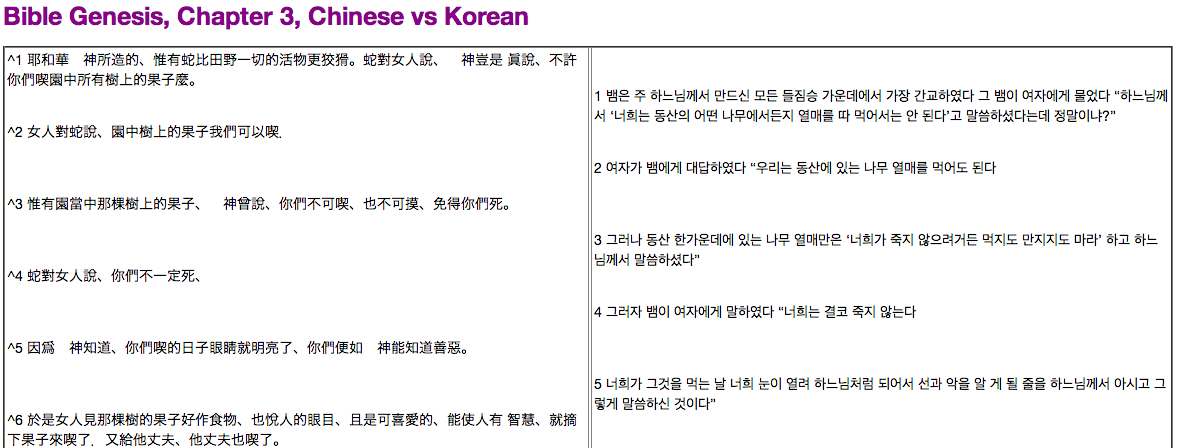 Bible Genesis, Chapter 3, Chinese vs Korean
^1 耶和華　神所造的、惟有蛇比田野一切的活物更狡猾。蛇對女人說、　神豈是 眞說、不許
你們喫園中所有樹上的果子麼。
^2 女人對蛇說、園中樹上的果子我們可以喫．
^3 惟有園當中那棵樹上的果子、　神曾說、你們不可喫、也不可摸、免得你們死。
^4 蛇對女人說、你們不一定死、
^5 因爲　神知道、你們喫的日子眼睛就明亮了、你們便如　神能知道善惡。
^6 於是女人見那棵樹的果子好作食物、也悅人的眼目、且是可喜愛的、能使人有 智慧、就摘
下果子來喫了．又給他丈夫、他丈夫也喫了。
1 뱀은 주 하느님께서 만드신 모든 들짐승 가운데에서 가장 간교하였다 그 뱀이 여자에게 물었다 “하느님께
서 ‘너희는 동산의 어떤 나무에서든지 열매를 따 먹어서는 안 된다’고 말씀하셨다는데 정말이냐?”
2 여자가 뱀에게 대답하였다 “우리는 동산에 있는 나무 열매를 먹어도 된다
3 그러나 동산 한가운데에 있는 나무 열매만은 ‘너희가 죽지 않으려거든 먹지도 만지지도 마라’ 하고 하느
님께서 말씀하셨다”
4 그러자 뱀이 여자에게 말하였다 “너희는 결코 죽지 않는다
5 너희가 그것을 먹는 날 너희 눈이 열려 하느님처럼 되어서 선과 악을 알 게 될 줄을 하느님께서 아시고 그
렇게 말씀하신 것이다”